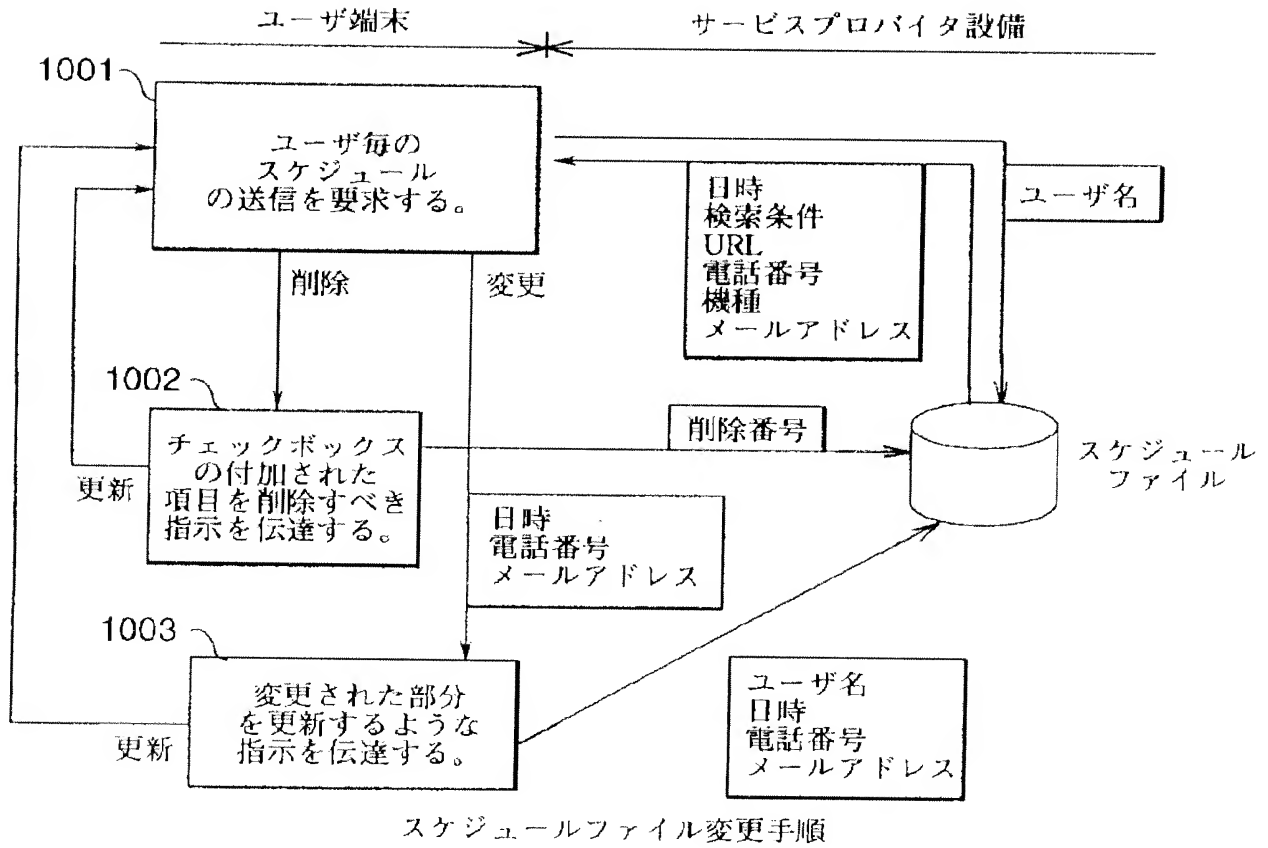 ユーザ端末
サービスプロバイタ設備
1001
ユーザ毎の
スケジュール
の送信を要求する。
日時
検索条件
URL
電話番号
機種
メールアドレス
ユーザ名
削除
変更
1002
チェックボックス
の付加された
項目を削除すべき
指示を伝達する。
削除番号
スケジュール
ファイル
更新
日時
電話番号
メールアドレス
1003
変更された部分
を更新するような
指示を伝達する。
更新
ユーザ名
日時
電話番号
メールアドレス
スケジュールファイル変更手順